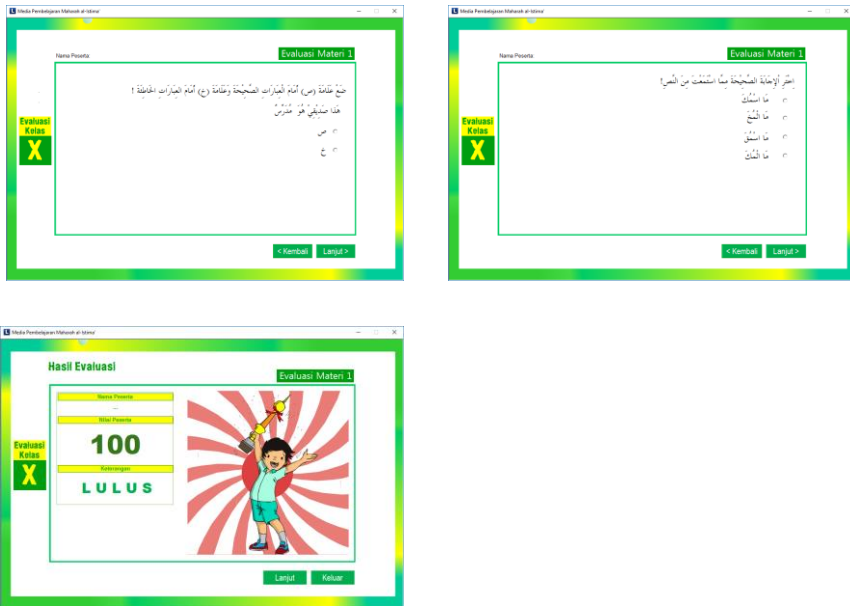 Media Pembelajaran Maharah al-Istima'
Nama Peserta
Evaluasi Materi 1
ضَعْ عَلَامَةَ (ص) أَمَامَ الْعِبَارَاتِ الصَّحِيْحَةِ وَعَلَامَةَ (خ) أَمَامَ العِبَارَاتِ الخَاطِئَةِ !
هَذَا صَدِيْقِيْ هُوَ مُدَرِّسٌ
ص
خ
Evaluasi
Kelas
X
< Kembali
Lanjut >
Media Pembelajaran Maharah al-Istima'
Nama Peserta
Evaluasi Materi 1
اِخْتَرِ الإِجَابَةَ الصَّحِيْحَةَ مِمَّا اسْتَمَعْتَ مِنَ النَّصِ!
مَا اسْمُكَ
مَا الْمُخَ
مَا اسْمُقَ
مَا الْمُكَ
Evaluasi
Kelas
X
< Kembali
Lanjut >
Media Pembelajaran Maharah al-Istima'
Hasil Evaluasi
Evaluasi Materi 1
Nama Peserta
...
Nilai Peserta
100
Keterangan
LULUS
Evaluasi
Kelas
X
Lanjut
Keluar